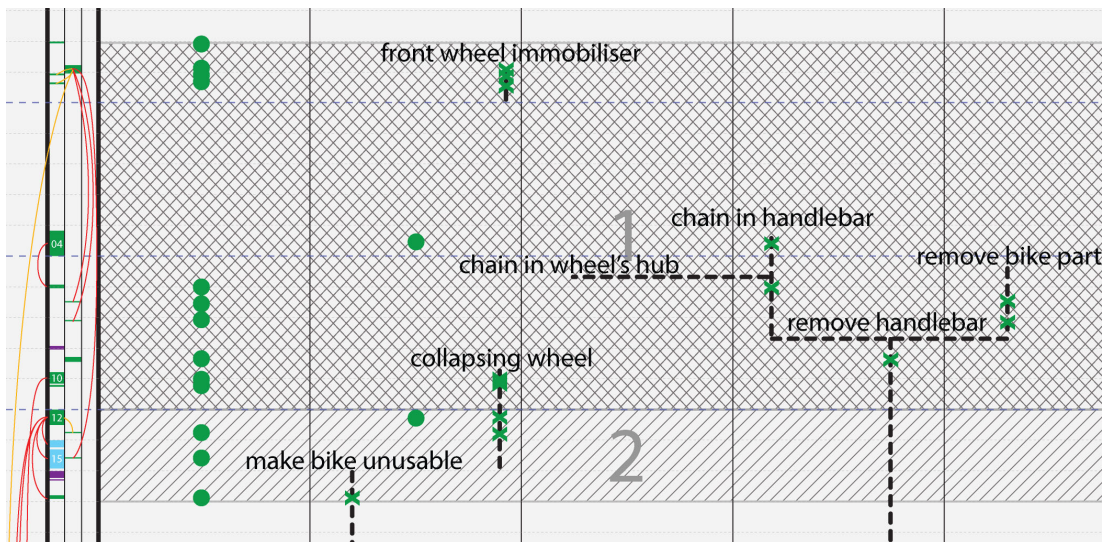 front wheel immobiliser
1
chain in handlebar
04
chain in wheel's hub
remove bike part
remove handlebar
collapsing wheel
10
12
2
15
make bike unusable